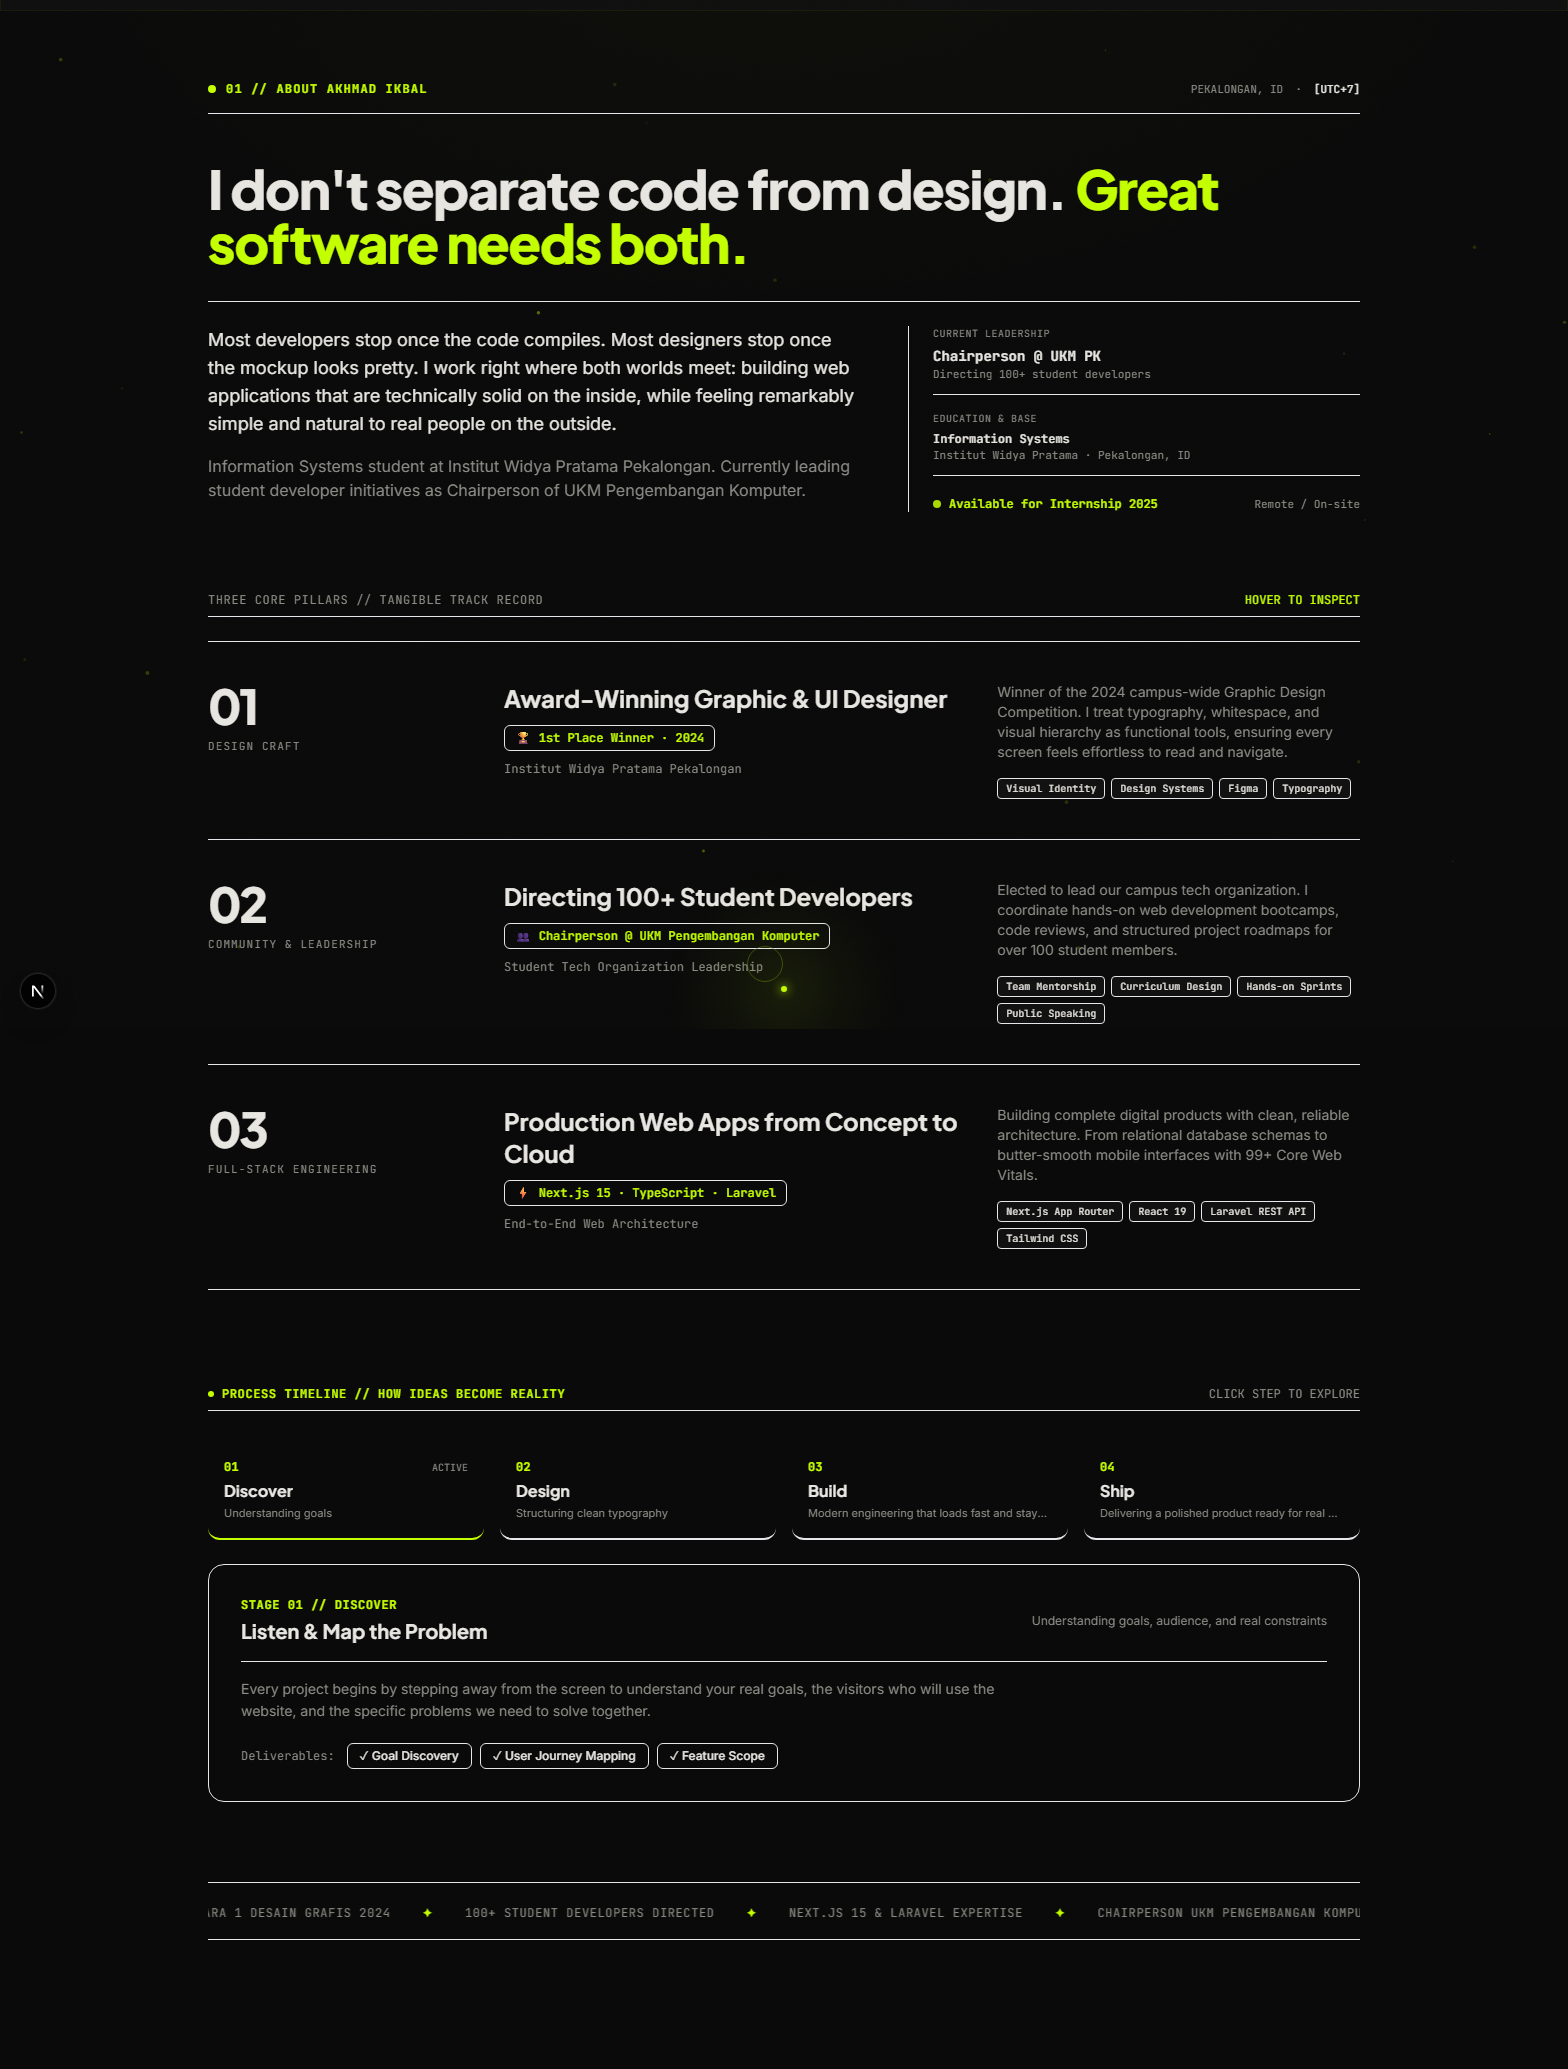 01 // ABOUT AKHMAD IKBAL
PEKALONGAN, ID · [UTC+7]
I don't separate code from design. Great
software needs both.
Most developers stop once the code compiles. Most designers stop once
the mockup looks pretty. I work right where both worlds meet: building web
applications that are technically solid on the inside, while feeling remarkably
simple and natural to real people on the outside.
Information Systems student at Institut Widya Pratama Pekalongan. Currently leading
student developer initiatives as Chairperson of UKM Pengembangan Komputer.
CURRENT LEADERSHIP
Chairperson @ UKM PK
Directing 100+ student developers
EDUCATION & BASE
Information Systems
Institut Widya Pratama · Pekalongan, ID
Available for Internship 2025
Remote / On-site
THREE CORE PILLARS // TANGIBLE TRACK RECORD
HOVER TO INSPECT
01
DESIGN CRAFT
Award-Winning Graphic & UI Designer
🏆 1st Place Winner · 2024
Institut Widya Pratama Pekalongan
Winner of the 2024 campus-wide Graphic Design
Competition. I treat typography, whitespace, and
visual hierarchy as functional tools, ensuring every
screen feels effortless to read and navigate.
Visual Identity
Design Systems
Figma
Typography
02
COMMUNITY & LEADERSHIP
Directing 100+ Student Developers
👥 Chairperson @ UKM Pengembangan Komputer
Student Tech Organization Leadership
Elected to lead our campus tech organization. I
coordinate hands-on web development bootcamps,
code reviews, and structured project roadmaps for
over 100 student members.
Team Mentorship
Curriculum Design
Hands-on Sprints
Public Speaking
N
03
FULL-STACK ENGINEERING
Production Web Apps from Concept to
Cloud
⚡ Next.js 15 · TypeScript · Laravel
End-to-End Web Architecture
Building complete digital products with clean, reliable
architecture. From relational database schemas to
butter-smooth mobile interfaces with 99+ Core Web
Vitals.
Next.js App Router
React 19
Laravel REST API
Tailwind CSS
PROCESS TIMELINE // HOW IDEAS BECOME REALITY
CLICK STEP TO EXPLORE
01
ACTIVE
Discover
Understanding goals
02
Design
Structuring clean typography
03
Build
Modern engineering that loads fast and stay...
04
Ship
Delivering a polished product ready for real ...
STAGE 01 // DISCOVER
Listen & Map the Problem
Understanding goals, audience, and real constraints
Every project begins by stepping away from the screen to understand your real goals, the visitors who will use the
website, and the specific problems we need to solve together.
Deliverables:
✓ Goal Discovery
✓ User Journey Mapping
✓ Feature Scope
ARA 1 DESAIN GRAFIS 2024 ✦ 100+ STUDENT DEVELOPERS DIRECTED ✦ NEXT.JS 15 & LARAVEL EXPERTISE ✦ CHAIRPERSON UKM PENGEMBANGAN KOMPU